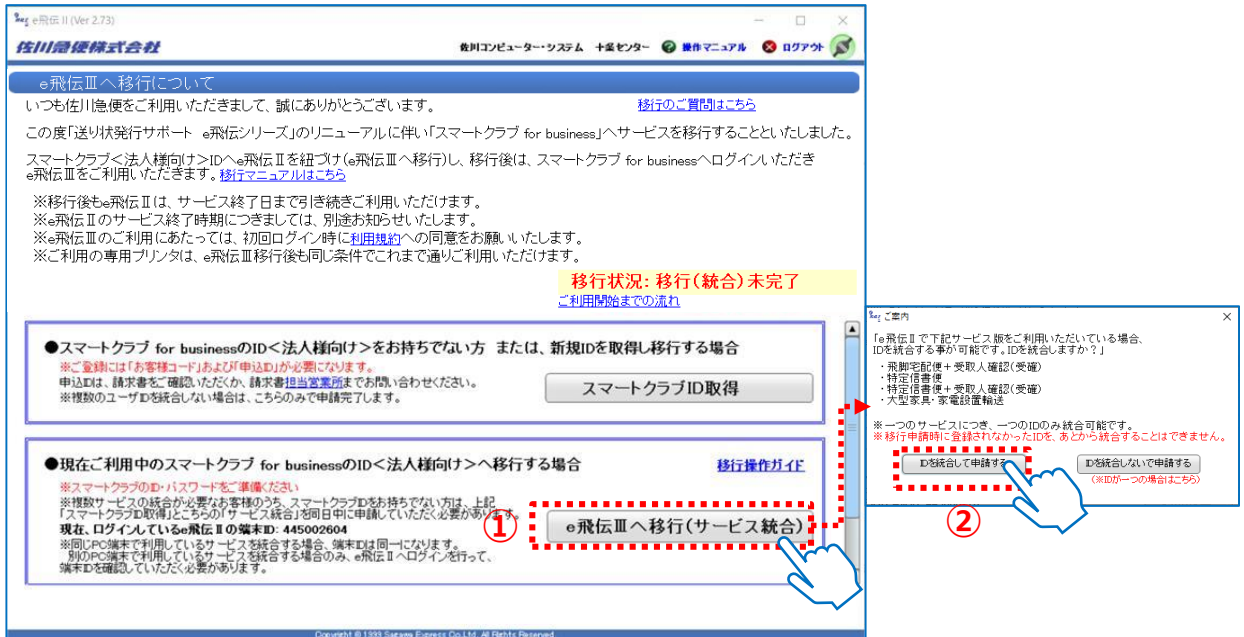 e飛伝Ⅱ(Ver 2.73)
佐川急便株式会社
佐川コンピューター・システム 十条センター 操作マニュアル ログアウト
e飛伝Ⅲへ移行について
いつも佐川急便をご利用いただきまして、誠にありがとうございます。
移行のご質問はこちら
この度「送り状発行サポート e飛伝シリーズ」のリニューアルに伴い「スマートクラブ for business」へサービスを移行することといたしました。
スマートクラブ<法人様向け>IDへe飛伝Ⅱを紐づけ(e飛伝Ⅲへ移行)し、移行後は、スマートクラブ for businessへログインいただき
e飛伝Ⅲをご利用いただきます。移行マニュアルはこちら
※移行後もe飛伝Ⅱは、サービス終了日まで引き続きご利用いただけます。
※e飛伝Ⅱのサービス終了時期につきましては、別途お知らせいたします。
※e飛伝Ⅲのご利用にあたっては、初回ログイン時に利用規約への同意をお願いいたします。
※ご利用の専用プリンタは、e飛伝Ⅲ移行後も同じ条件でこれまで通りご利用いただけます。
移行状況: 移行(統合)未完了
ご利用開始までの流れ
●スマートクラブ for businessのID<法人様向け>をお持ちでない方 または、新規IDを取得し移行する場合
※ご登録には「お客様コード」および「申込ID」が必要になります。
申込IDは、請求書をご確認いただくか、請求書担当営業所までお問い合わせください。
※複数のユーザIDを統合しない場合は、こちらのみで申請完了します。
スマートクラブID取得
●現在ご利用中のスマートクラブ for businessのID<法人様向け>へ移行する場合
移行操作ガイド
※スマートクラブのID・パスワードをご準備ください
※複数サービスの統合が必要なお客様のうち、スマートクラブIDをお持ちでない方は、上記
「スマートクラブID取得」とこちらの「サービス統合」を同日中に申請していただく必要があります。
現在、ログインしているe飛伝Ⅱの端末ID: 445002604
※同じPC端末で利用しているサービスを統合する場合、端末IDは同一になります。
別のPC端末で利用しているサービスを統合する場合のみ、e飛伝Ⅱへログインを行って、
端末IDを確認していただく必要があります。
①
e飛伝Ⅲへ移行(サービス統合)
Copyright © 1999 Sagawa Express Co.,Ltd. All Rights Reserved.
ご案内
「e飛伝Ⅱで下記サービス版をご利用いただいている場合、
IDを統合する事が可能です。IDを統合しますか?」
・飛脚宅配便+受取人確認(受確)
・特定信書便
・特定信書便+受取人確認(受確)
・大型家具・家電設置輸送
※一つのサービスにつき、一つのIDのみ統合可能です。
※移行申請時に登録されなかったIDを、あとから統合することはできません。
IDを統合して申請する
IDを統合しないで申請する
(※IDが一つの場合はこちら)
②